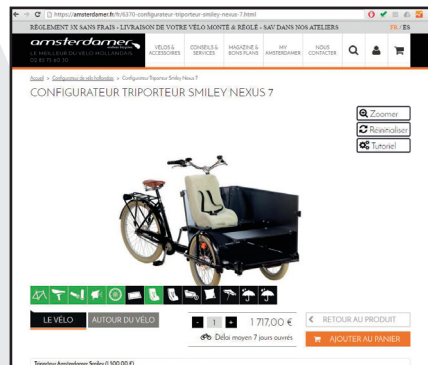 https://amsterdamer.fr/fr/6370-configurateur-triporteur-smiley-nexus-7.html
RÈGLEMENT 3X SANS FRAIS - LIVRAISON DE VOTRE VÉLO MONTÉ & RÉGLÉ - SAV DANS NOS ATELIERS FR / ES
amsterdamer
LE MEILLEUR DU VÉLO HOLLANDAIS
VÉLOS & ACCESSOIRES
CONSEILS & SERVICES
MAGAZINE & BONS PLANS
MY AMSTERDAMER
NOUS CONTACTER
Accueil > Configurateur de vélo hollandais > Configurateur Triporteur Smiley Nexus 7
CONFIGURATEUR TRIPORTEUR SMILEY NEXUS 7
Zoomer
Réinitialiser
Tutoriel
LE VÉLO AUTOUR DU VÉLO - 1 + 1 717,00 € RETOUR AU PRODUIT
Délai moyen 7 jours ouvrés AJOUTER AU PANIER
Triporteur Amsterdamer Smiley (1 500,00 €)